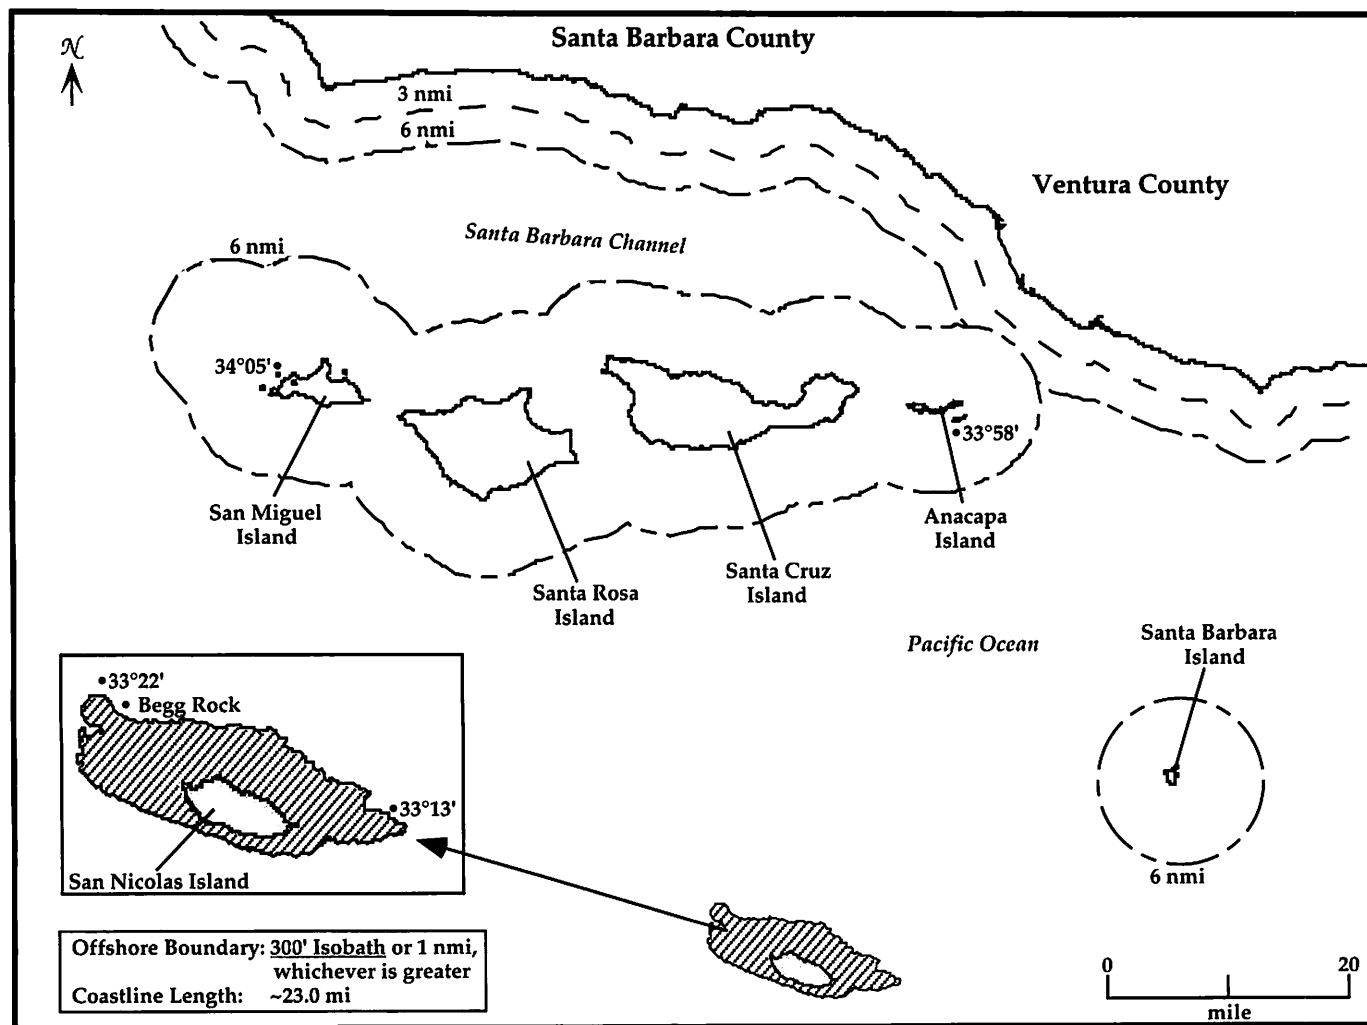 Santa Barbara County
N
3 nmi
6 nmi
Ventura County
Santa Barbara Channel
6 nmi
34°05'
33°58'
San Miguel
Island
Anacapa
Island
Santa Cruz
Island
Santa Rosa
Island
Pacific Ocean
Santa Barbara
Island
33°22'
Begg Rock
33°13'
San Nicolas Island
6 nmi
Offshore Boundary: 300' Isobath or 1 nmi,
whichever is greater
Coastline Length: ~23.0 mi
0 20
mile